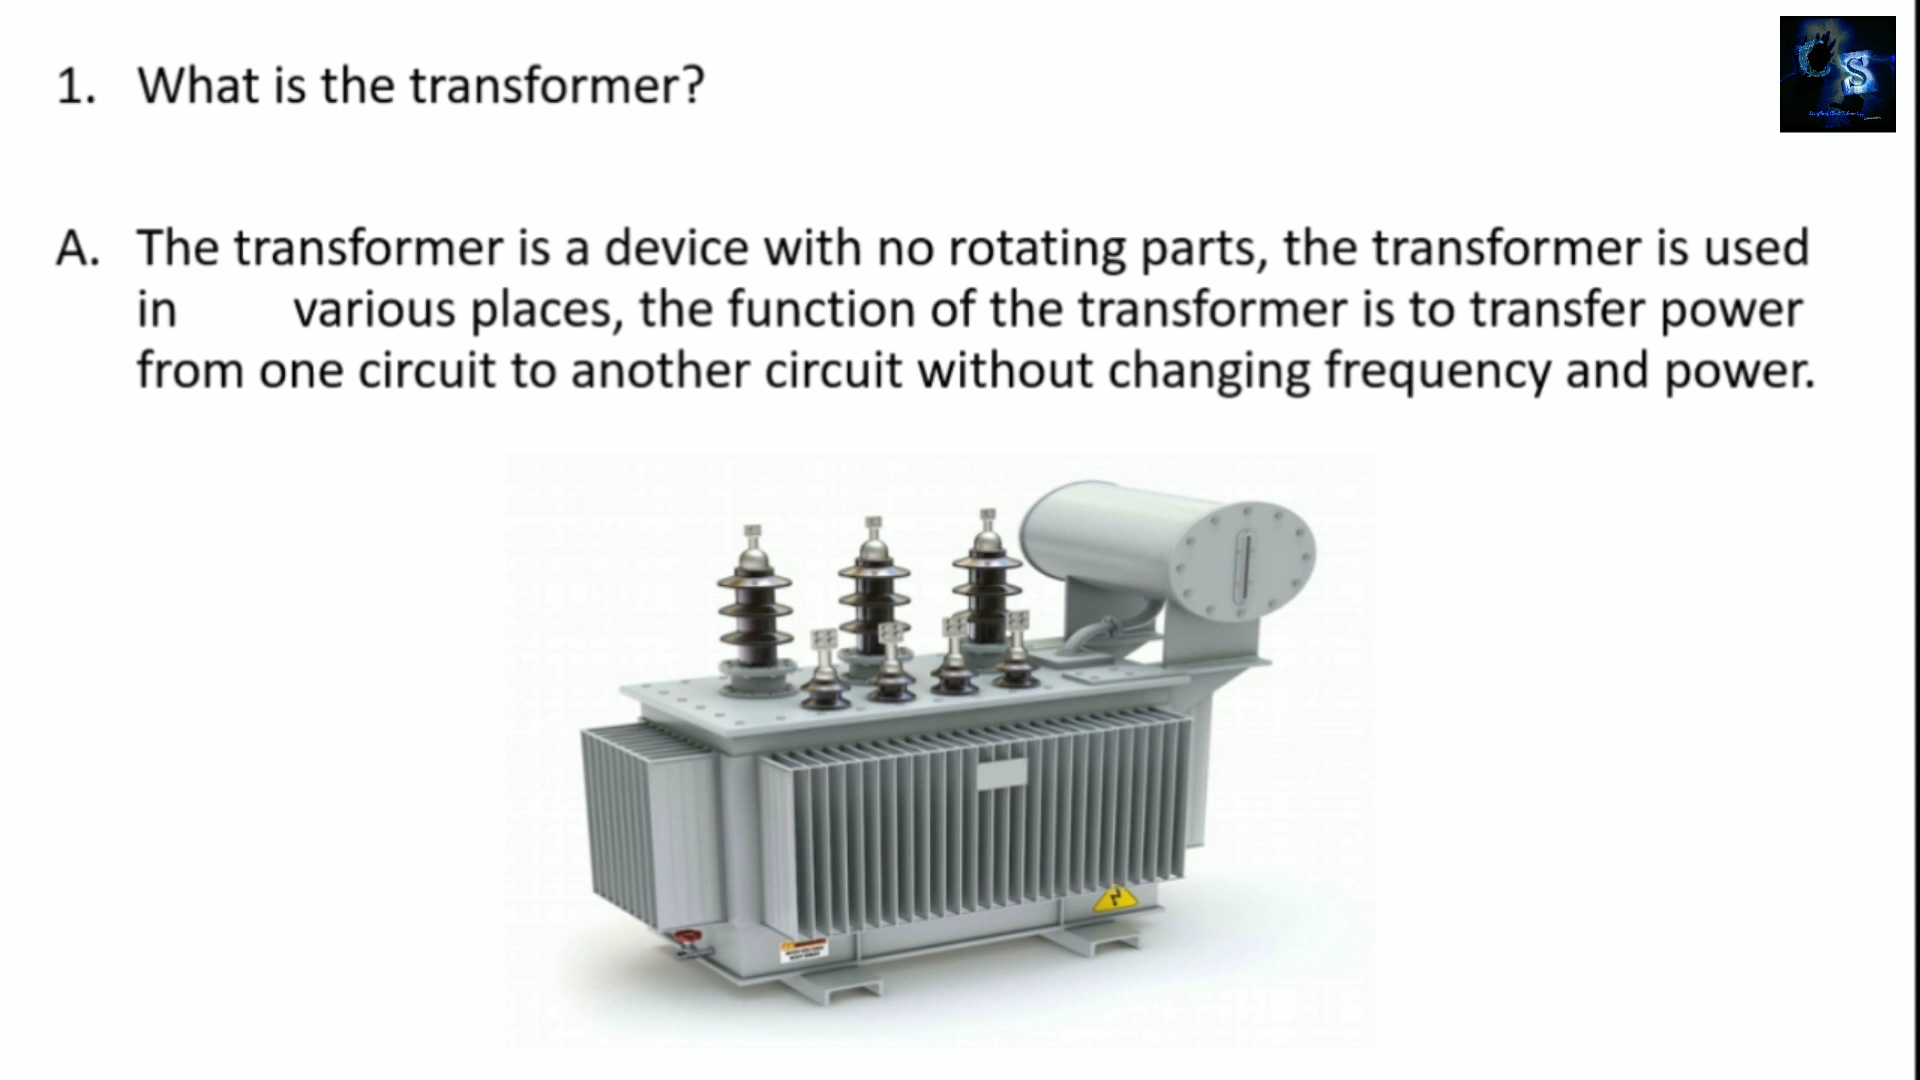 1. What is the transformer?
A. The transformer is a device with no rotating parts, the transformer is used
in various places, the function of the transformer is to transfer power
from one circuit to another circuit without changing frequency and power.
CS